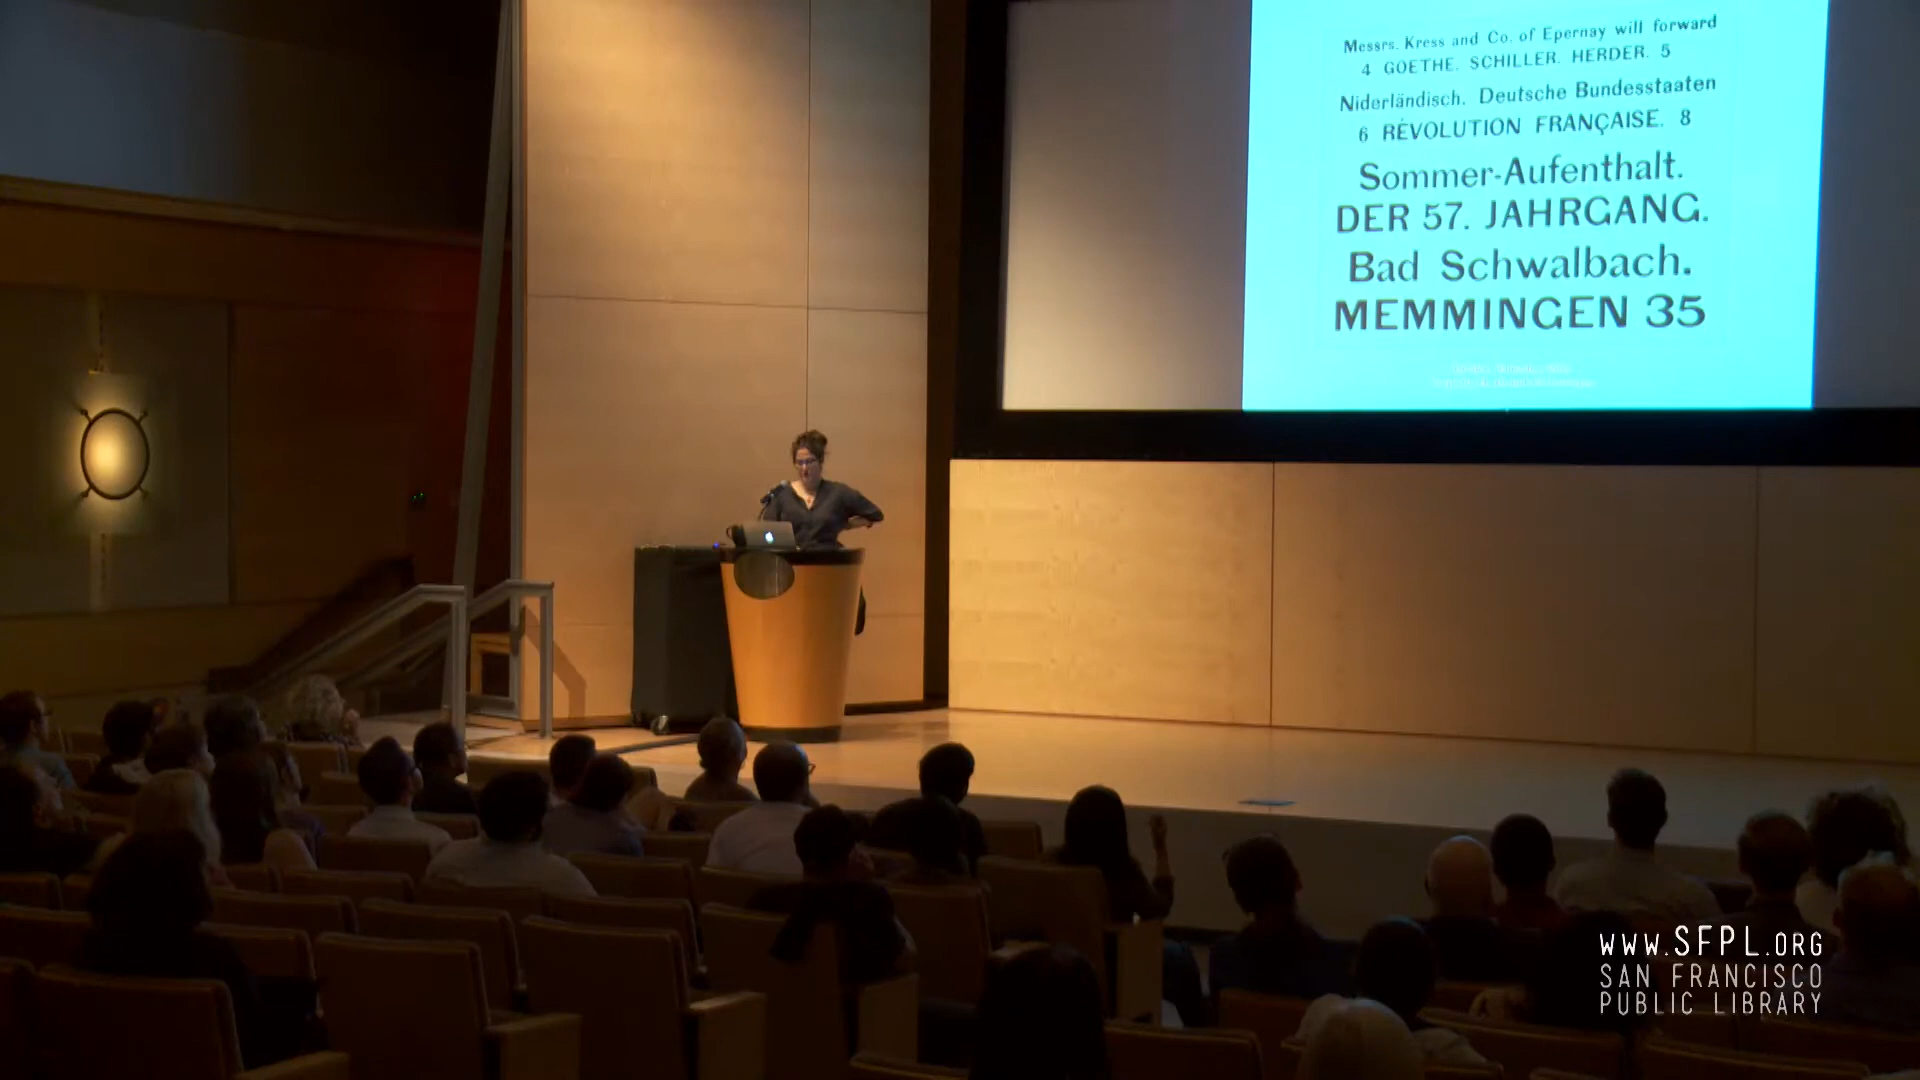 Messrs. Kress and Co. of Epernay will forward
4 GOETHE. SCHILLER. HERDER. 5
Niderländisch. Deutsche Bundesstaaten
6 RÉVOLUTION FRANÇAISE. 8
Sommer-Aufenthalt.
DER 57. JAHRGANG.
Bad Schwalbach.
MEMMINGEN 35
WWW.SFPL.ORG
SAN FRANCISCO
PUBLIC LIBRARY